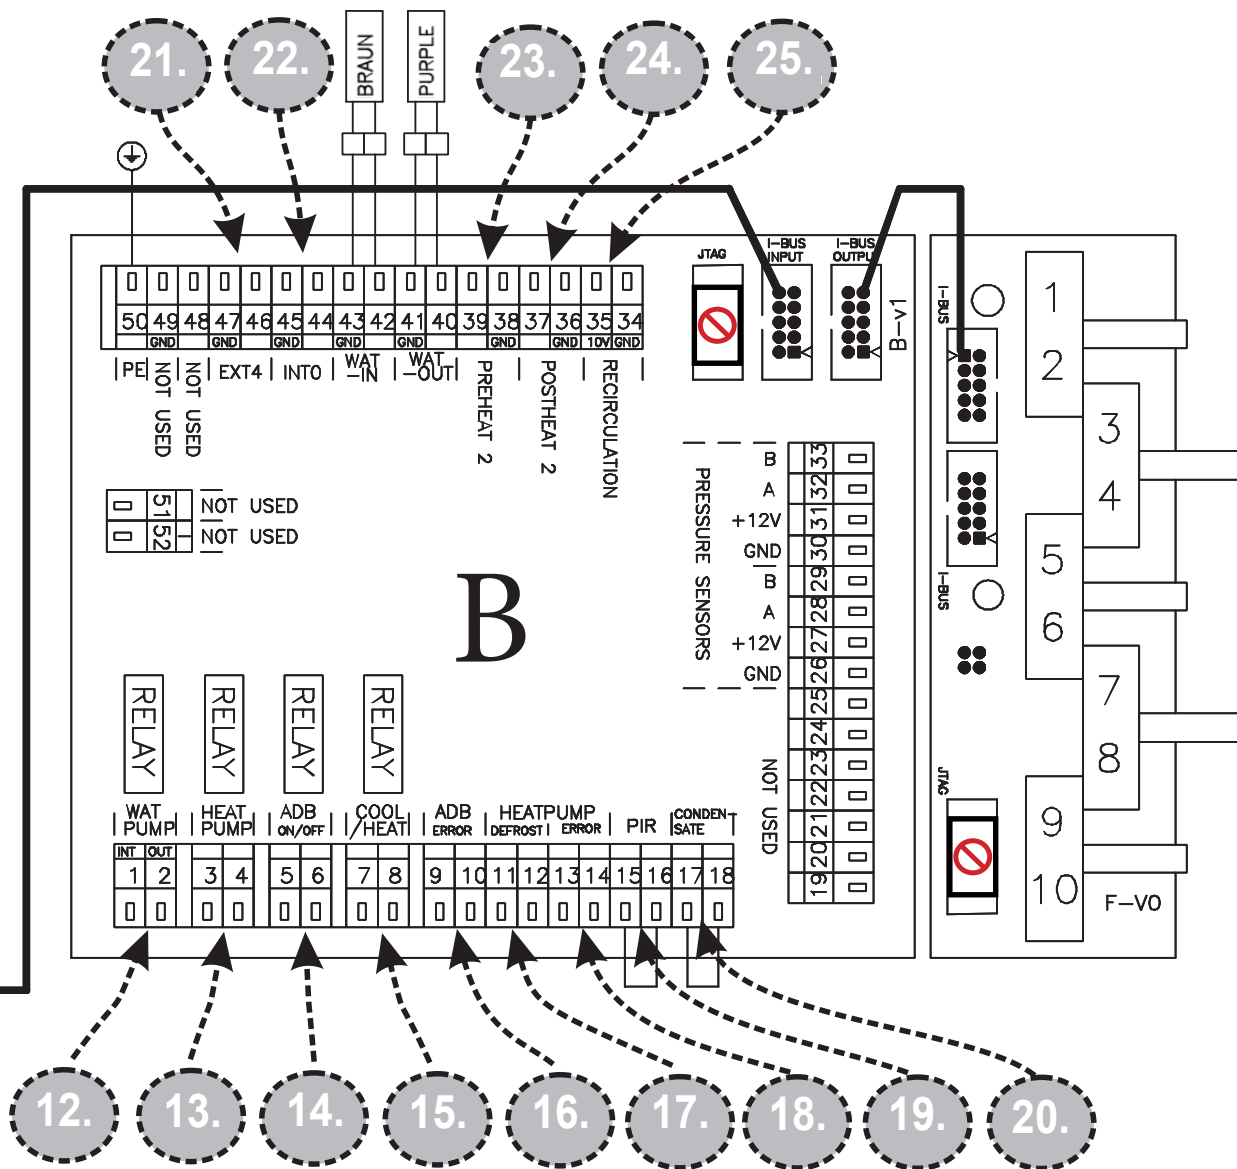 21.
22.
BRAUN
PURPLE
23.
24.
25.
50 49 48 47 46 45 44 43 42 41 40 39 38 37 36 35 34
GND GND GND GND GND GND GND 10V GND
PE
NOT USED
NOT USED
EXT4
INT0
WAT
-IN
WAT
-OUT
PREHEAT 2
POSTHEAT 2
RECIRCULATION
JTAG
I-BUS
INPUT
I-BUS
OUTPUT
B-v1
51 NOT USED
52 NOT USED
B
PRESSURE SENSORS
B 33
A 32
+12V 31
GND 30
B 29
A 28
+12V 27
GND 26
25
24
23
22
21
20
19
NOT USED
RELAY
RELAY
RELAY
RELAY
WAT
PUMP
HEAT
PUMP
ADB
ON/OFF
COOL
/HEAT
ADB
ERROR
HEATPUMP
DEFROST ERROR
PIR
CONDEN-
SATE
INT OUT
1 2 3 4 5 6 7 8 9 10 11 12 13 14 15 16 17 18
I-BUS
I-BUS
JTAG
1
2
3
4
5
6
7
8
9
10
F-V0
12.
13.
14.
15.
16.
17.
18.
19.
20.